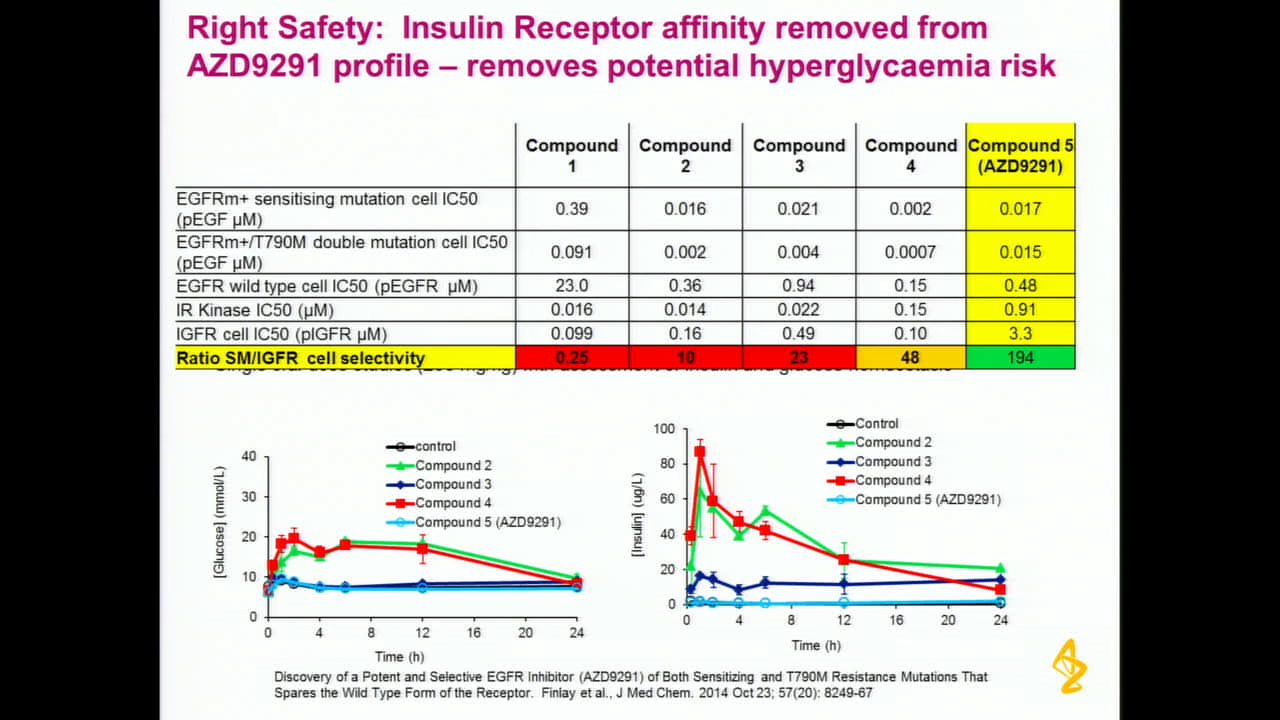 Right Safety: Insulin Receptor affinity removed from
AZD9291 profile – removes potential hyperglycaemia risk
Compound 1 Compound 2 Compound 3 Compound 4 Compound 5 (AZD9291)
EGFRm+ sensitising mutation cell IC50 (pEGF µM) 0.39 0.016 0.021 0.002 0.017
EGFRm+/T790M double mutation cell IC50 (pEGF µM) 0.091 0.002 0.004 0.0007 0.015
EGFR wild type cell IC50 (pEGFR µM) 23.0 0.36 0.94 0.15 0.48
IR Kinase IC50 (µM) 0.016 0.014 0.022 0.15 0.91
IGFR cell IC50 (pIGFR µM) 0.099 0.16 0.49 0.10 3.3
Ratio SM/IGFR cell selectivity 0.25 10 23 48 194
[Glucose] (mmol/L)
40
30
20
10
0
control
Compound 2
Compound 3
Compound 4
Compound 5 (AZD9291)
0 4 8 12 16 20 24
Time (h)
[Insulin] (ug/L)
100
80
60
40
20
0
Control
Compound 2
Compound 3
Compound 4
Compound 5 (AZD9291)
0 4 8 12 16 20 24
Time (h)
Discovery of a Potent and Selective EGFR Inhibitor (AZD9291) of Both Sensitizing and T790M Resistance Mutations That
Spares the Wild Type Form of the Receptor. Finlay et al., J Med Chem. 2014 Oct 23; 57(20): 8249-67